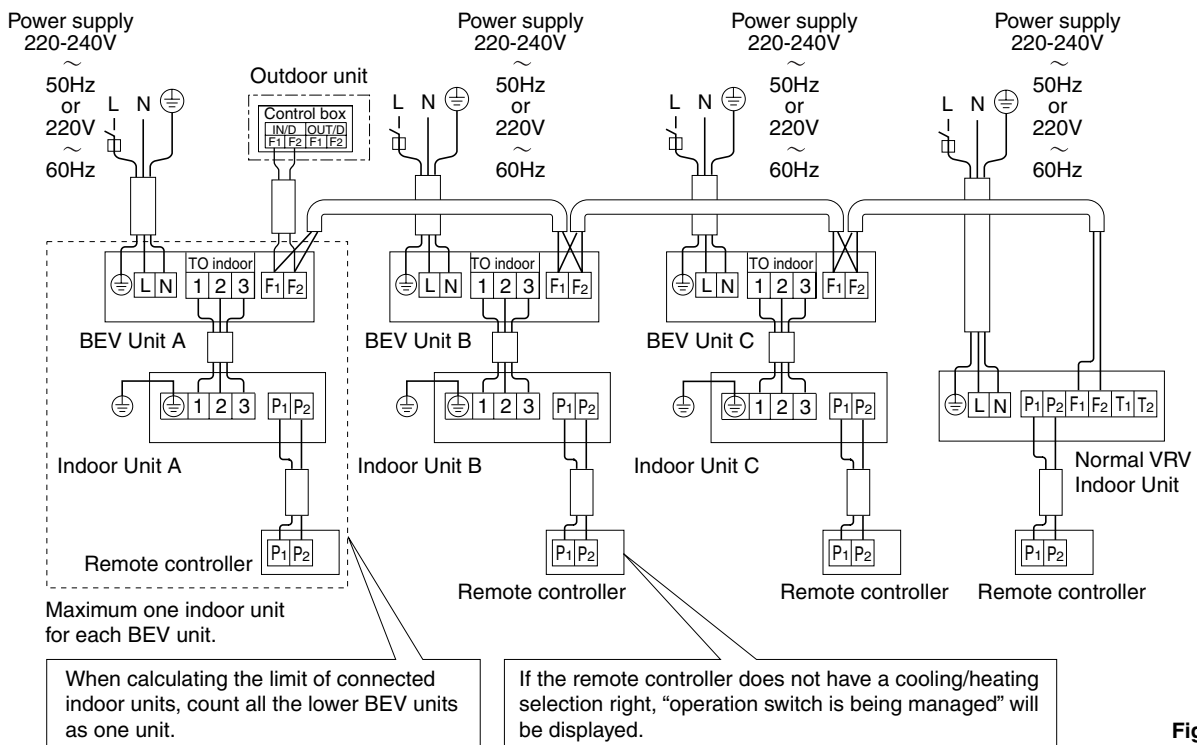 Power supply
220-240V
~
50Hz
or
220V
~
60Hz
L N
Outdoor unit
Control box
IN/D OUT/D
F1 F2 F1 F2
Power supply
220-240V
~
50Hz
or
220V
~
60Hz
L N
Power supply
220-240V
~
50Hz
or
220V
~
60Hz
L N
Power supply
220-240V
~
50Hz
or
220V
~
60Hz
L N
TO indoor
L N 1 2 3 F1 F2
BEV Unit A
TO indoor
L N 1 2 3 F1 F2
BEV Unit B
TO indoor
L N 1 2 3 F1 F2
BEV Unit C
1 2 3 P1 P2
Indoor Unit A
1 2 3 P1 P2
Indoor Unit B
1 2 3 P1 P2
Indoor Unit C
L N P1 P2 F1 F2 T1 T2
Normal VRV
Indoor Unit
Remote controller
P1 P2
P1 P2
Remote controller
P1 P2
Remote controller
P1 P2
Remote controller
Maximum one indoor unit
for each BEV unit.
When calculating the limit of connected
indoor units, count all the lower BEV units
as one unit.
If the remote controller does not have a cooling/heating
selection right, “operation switch is being managed” will
be displayed.